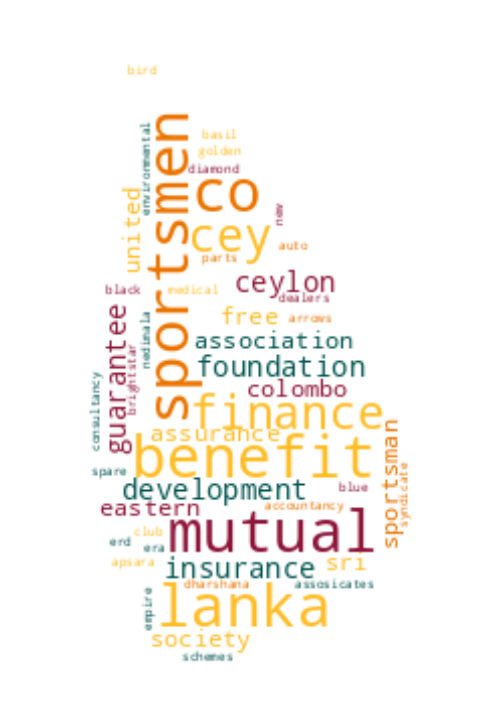 bird
environmental
sportsmen
basil
golden
diamond
co
united
new
cey
auto
parts
ceylon
black
medical
dealers
free
arrows
guarantee
nedimala
association
brightstar
foundation
colombo
consultancy
finance
assurance
sportsman
benefit
syndicate
spare
development
blue
eastern
accountancy
mutual
club
erd
era
apsara
insurance
sri
dharshana
assosicates
empire
lanka
society
schemes